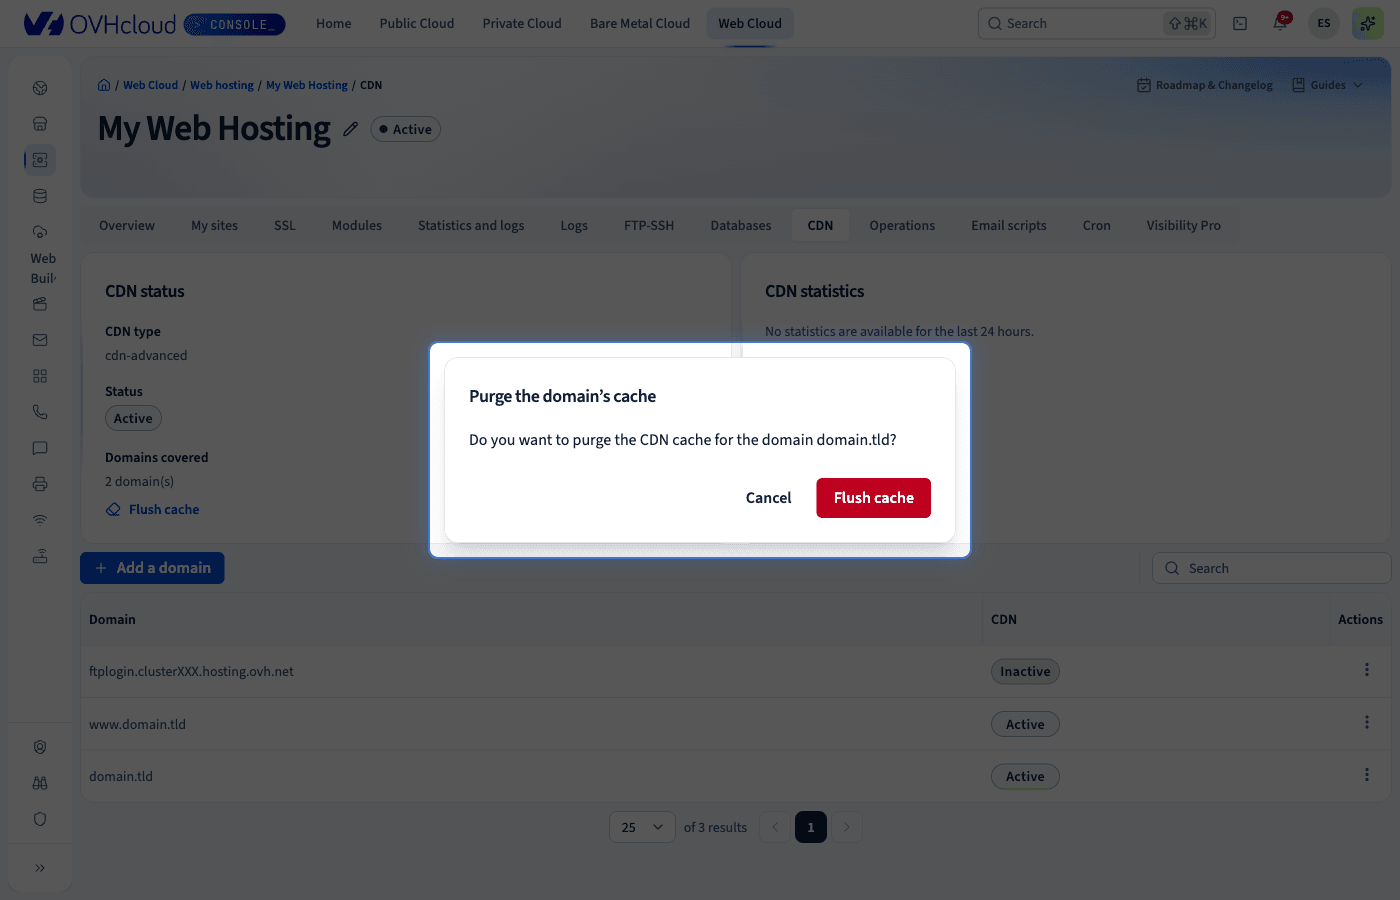 OVHcloud CONSOLE_
Home
Public Cloud
Private Cloud
Bare Metal Cloud
Web Cloud
Search
⇧⌘K
9+
ES
/ Web Cloud / Web hosting / My Web Hosting / CDN
Roadmap & Changelog
Guides
My Web Hosting
Active
Overview
My sites
SSL
Modules
Statistics and logs
Logs
FTP-SSH
Databases
CDN
Operations
Email scripts
Cron
Visibility Pro
Web
Buil
CDN status
CDN type
cdn-advanced
Status
Active
Domains covered
2 domain(s)
Flush cache
CDN statistics
No statistics are available for the last 24 hours.
Purge the domain’s cache
Do you want to purge the CDN cache for the domain domain.tld?
Cancel
Flush cache
Add a domain
Search
Domain
CDN
Actions
ftplogin.clusterXXX.hosting.ovh.net
Inactive
www.domain.tld
Active
domain.tld
Active
25
of 3 results
1